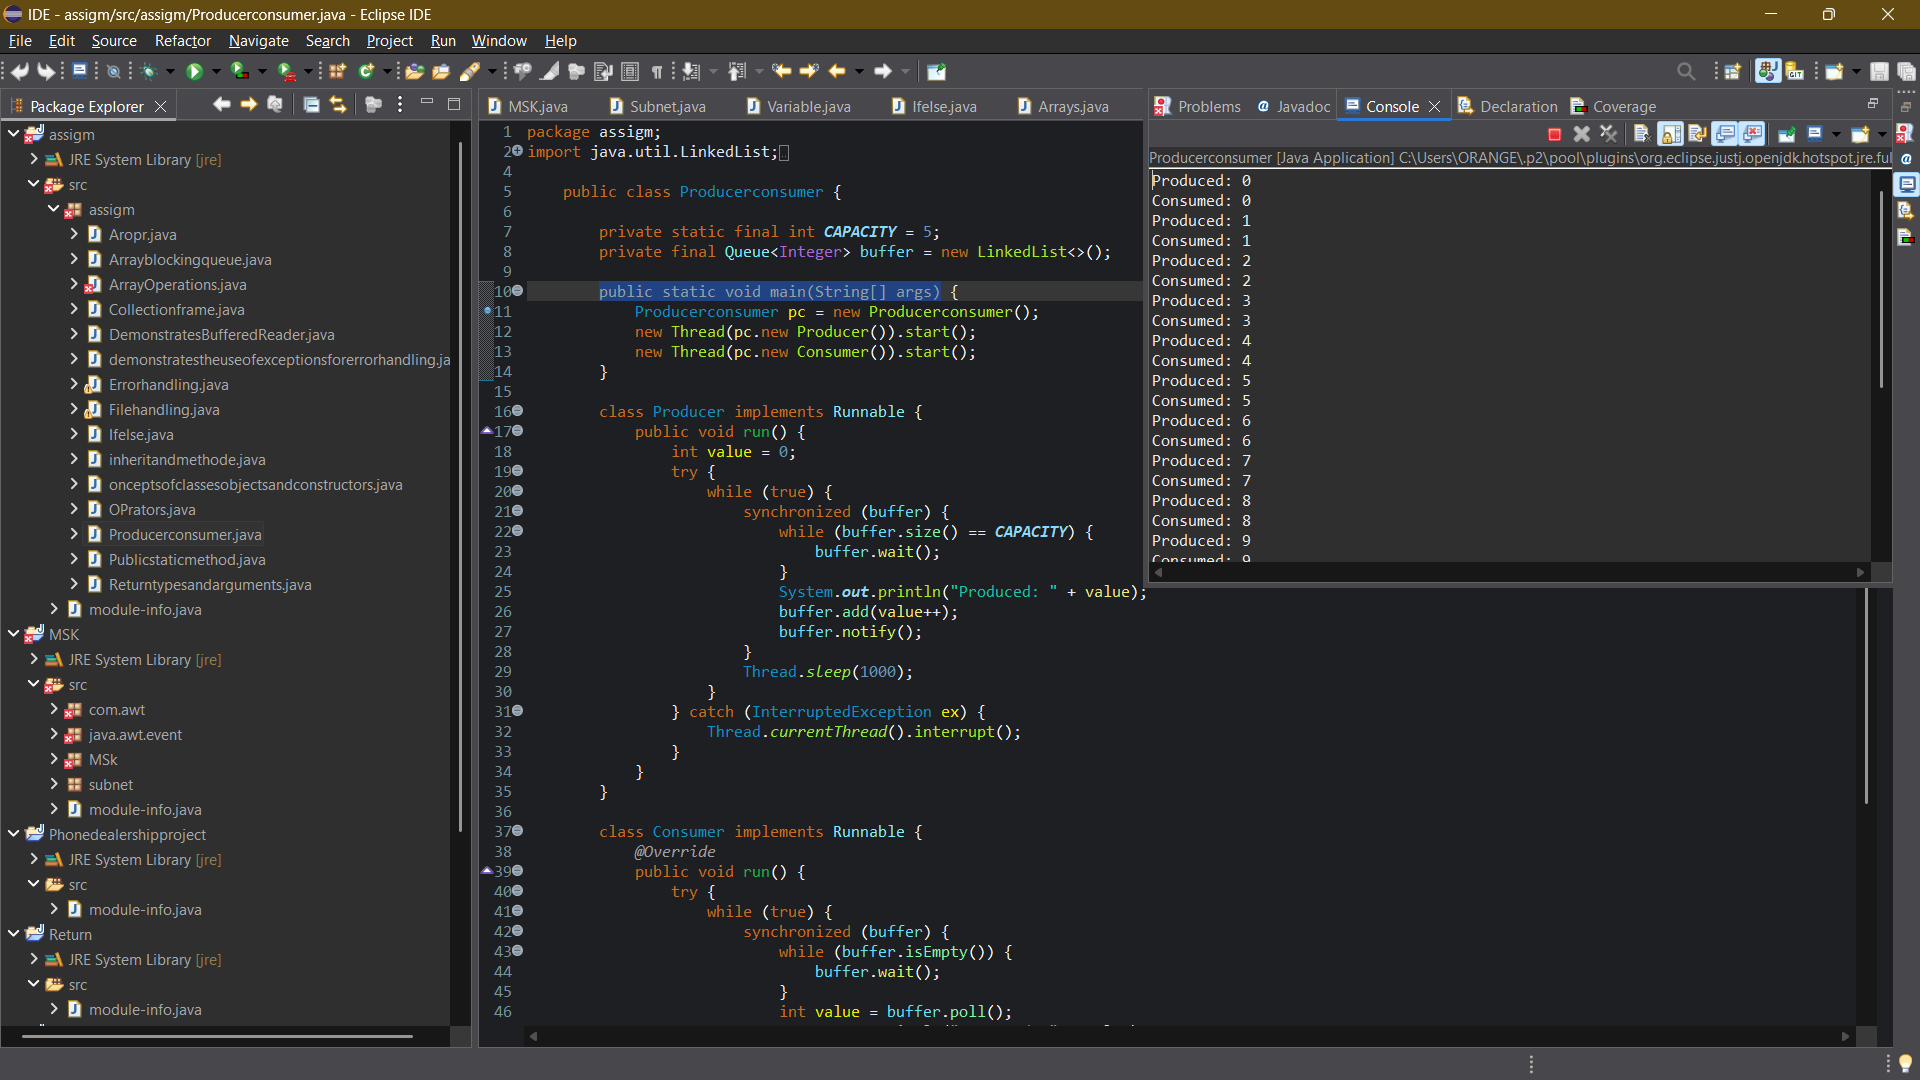 IDE - assigm/src/assigm/Producerconsumer.java - Eclipse IDE
File Edit Source Refactor Navigate Search Project Run Window Help
Package Explorer
assigm
JRE System Library [jre]
src
assigm
Aropr.java
Arrayblockingqueue.java
ArrayOperations.java
Collectionframe.java
DemonstratesBufferedReader.java
demonstratestheuseofexceptionsforerrorhandling.ja
Errorhandling.java
Filehandling.java
Ifelse.java
inheritandmethode.java
onceptsofclassesobjectsandconstructors.java
OPrators.java
Producerconsumer.java
Publicstaticmethod.java
Returntypesandarguments.java
module-info.java
MSK
JRE System Library [jre]
src
com.awt
java.awt.event
MSk
subnet
module-info.java
Phonedealershipproject
JRE System Library [jre]
src
module-info.java
Return
JRE System Library [jre]
src
module-info.java
MSK.java Subnet.java Variable.java Ifelse.java Arrays.java
1 package assigm;
2 import java.util.LinkedList;
4
5 public class Producerconsumer {
6
7 private static final int CAPACITY = 5;
8 private final Queue<Integer> buffer = new LinkedList<>();
9
10 public static void main(String[] args) {
11 Producerconsumer pc = new Producerconsumer();
12 new Thread(pc.new Producer()).start();
13 new Thread(pc.new Consumer()).start();
14 }
15
16 class Producer implements Runnable {
17 public void run() {
18 int value = 0;
19 try {
20 while (true) {
21 synchronized (buffer) {
22 while (buffer.size() == CAPACITY) {
23 buffer.wait();
24 }
25 System.out.println("Produced: " + value);
26 buffer.add(value++);
27 buffer.notify();
28 }
29 Thread.sleep(1000);
30 }
31 } catch (InterruptedException ex) {
32 Thread.currentThread().interrupt();
33 }
34 }
35 }
36
37 class Consumer implements Runnable {
38 @Override
39 public void run() {
40 try {
41 while (true) {
42 synchronized (buffer) {
43 while (buffer.isEmpty()) {
44 buffer.wait();
45 }
46 int value = buffer.poll();
Problems Javadoc Console Declaration Coverage
Producerconsumer [Java Application] C:\Users\ORANGE\.p2\pool\plugins\org.eclipse.justj.openjdk.hotspot.jre.ful
Produced: 0
Consumed: 0
Produced: 1
Consumed: 1
Produced: 2
Consumed: 2
Produced: 3
Consumed: 3
Produced: 4
Consumed: 4
Produced: 5
Consumed: 5
Produced: 6
Consumed: 6
Produced: 7
Consumed: 7
Produced: 8
Consumed: 8
Produced: 9
Consumed: 9